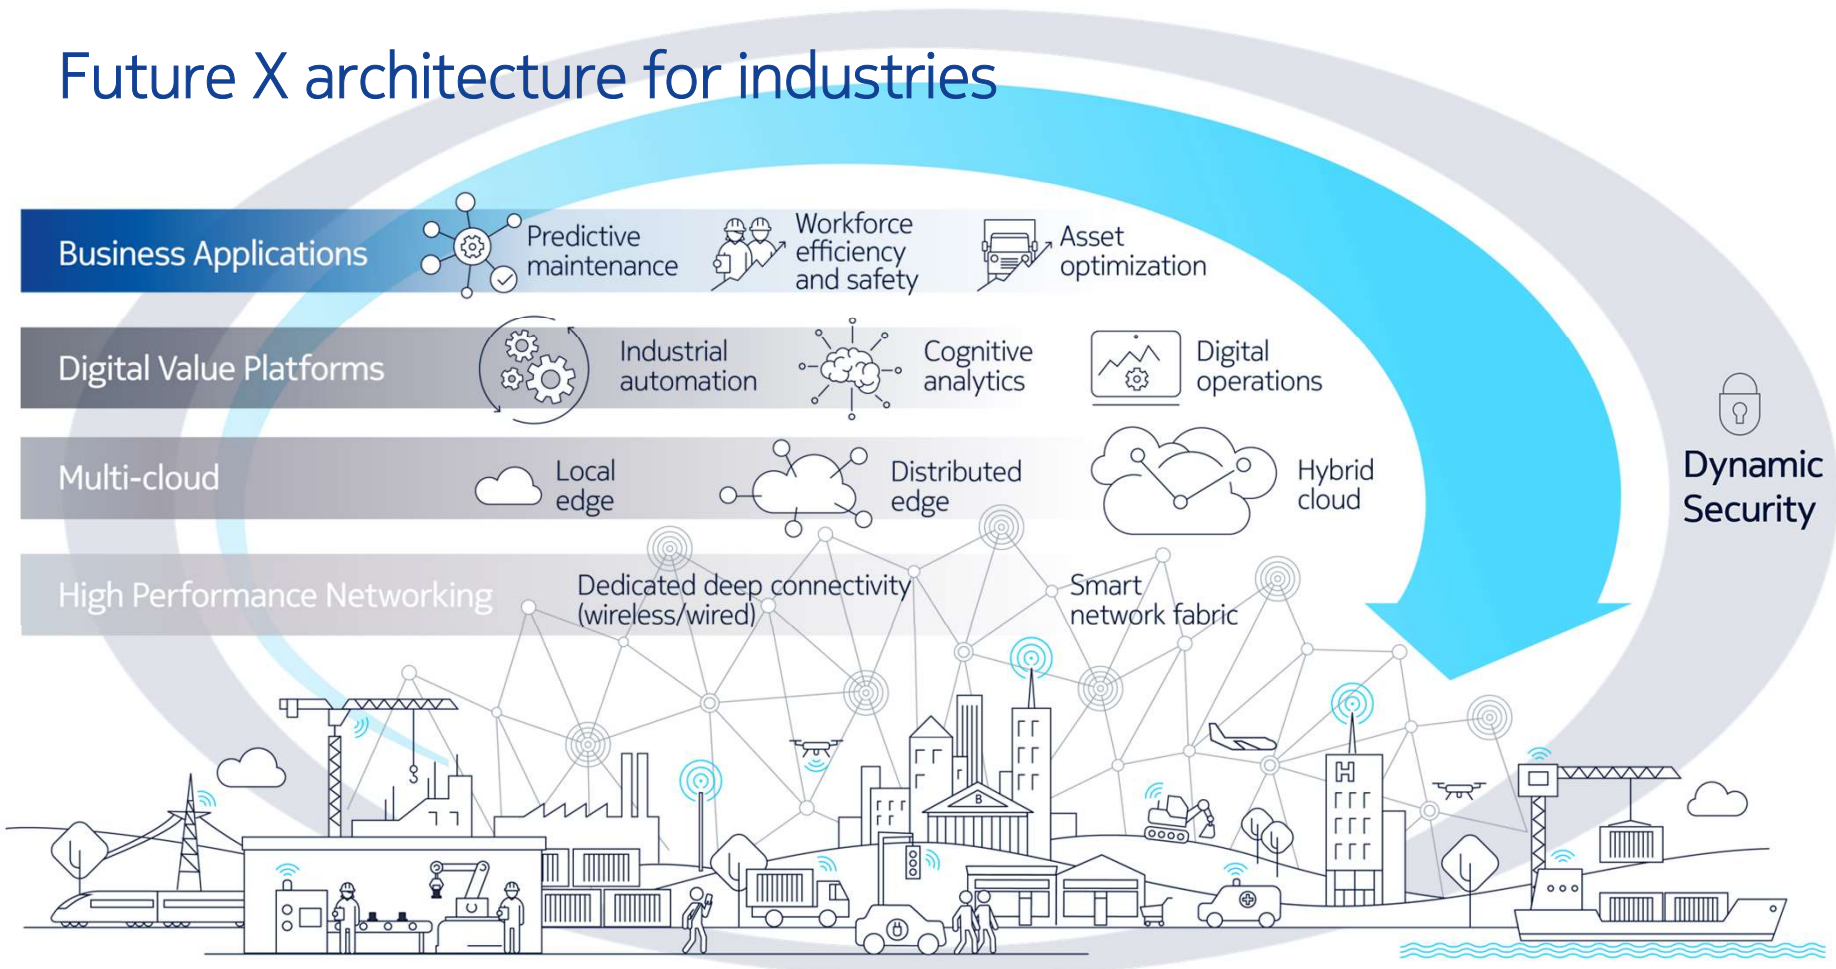 Future X architecture for industries
Business Applications
Predictive
maintenance
Workforce
efficiency
and safety
Asset
optimization
Digital Value Platforms
Industrial
automation
Cognitive
analytics
Digital
operations
Multi-cloud
Local
edge
Distributed
edge
Hybrid
cloud
Dynamic
Security
High Performance Networking
Dedicated deep connectivity
(wireless/wired)
Smart
network fabric
H
B